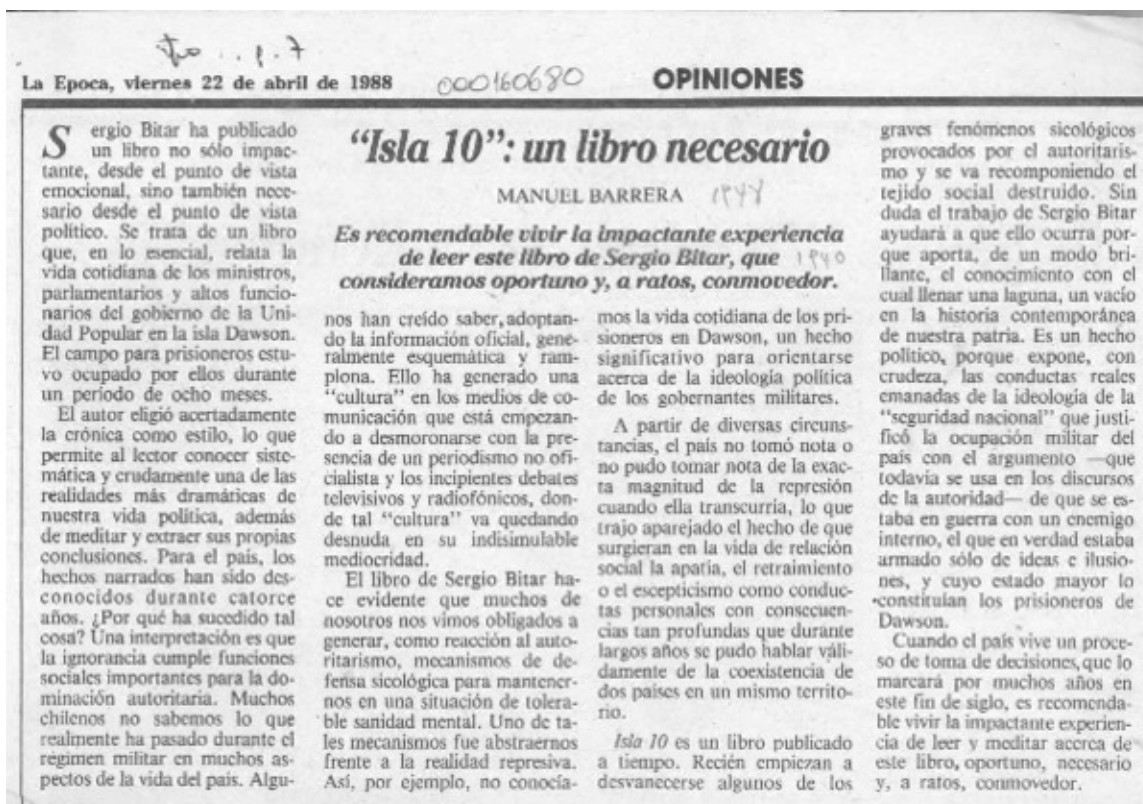 La Epoca, viernes 22 de abril de 1988
000160680
OPINIONES
"Isla 10": un libro necesario
MANUEL BARRERA
Es recomendable vivir la impactante experiencia
de leer este libro de Sergio Bitar, que
consideramos oportuno y, a ratos, conmovedor.
Sergio Bitar ha publicado
un libro no sólo impac-
tante, desde el punto de vista
emocional, sino también nece-
sario desde el punto de vista
político. Se trata de un libro
que, en lo esencial, relata la
vida cotidiana de los ministros,
parlamentarios y altos funcio-
narios del gobierno de la Uni-
dad Popular en la isla Dawson.
El campo para prisioneros estu-
vo ocupado por ellos durante
un período de ocho meses.
El autor eligió acertadamente
la crónica como estilo, lo que
permite al lector conocer siste-
mática y crudamente una de las
realidades más dramáticas de
nuestra vida política, además
de meditar y extraer sus propias
conclusiones. Para el país, los
hechos narrados han sido des-
conocidos durante catorce
años. ¿Por qué ha sucedido tal
cosa? Una interpretación es que
la ignorancia cumple funciones
sociales importantes para la do-
minación autoritaria. Muchos
chilenos no sabemos lo que
realmente ha pasado durante el
régimen militar en muchos as-
pectos de la vida del país. Algu-
nos han creído saber, adoptan-
do la información oficial, gene-
ralmente esquemática y ram-
plona. Ello ha generado una
"cultura" en los medios de co-
municación que está empezan-
do a desmoronarse con la pre-
sencia de un periodismo no ofi-
cialista y los incipientes debates
televisivos y radiofónicos, don-
de tal "cultura" va quedando
desnuda en su indisimulable
mediocridad.
El libro de Sergio Bitar ha-
ce evidente que muchos de
nosotros nos vimos obligados a
generar, como reacción al auto-
ritarismo, mecanismos de de-
fensa sicológica para mantener-
nos en una situación de tolera-
ble sanidad mental. Uno de ta-
les mecanismos fue abstraernos
frente a la realidad represiva.
Así, por ejemplo, no conocía-
mos la vida cotidiana de los pri-
sioneros en Dawson, un hecho
significativo para orientarse
acerca de la ideología política
de los gobernantes militares.
A partir de diversas circuns-
tancias, el país no tomó nota o
no pudo tomar nota de la exac-
ta magnitud de la represión
cuando ella transcurría, lo que
trajo aparejado el hecho de que
surgieran en la vida de relación
social la apatía, el retraimiento
o el escepticismo como conduc-
tas personales con consecuen-
cias tan profundas que durante
largos años se pudo hablar váli-
damente de la coexistencia de
dos países en un mismo territo-
rio.
Isla 10 es un libro publicado
a tiempo. Recién empiezan a
desvanecerse algunos de los
graves fenómenos sicológicos
provocados por el autoritaris-
mo y se va recomponiendo el
tejido social destruido. Sin
duda el trabajo de Sergio Bitar
ayudará a que ello ocurra por-
que aporta, de un modo bri-
llante, el conocimiento con el
cual llenar una laguna, un vacío
en la historia contemporánea
de nuestra patria. Es un hecho
político, porque expone, con
crudeza, las conductas reales
emanadas de la ideología de la
"seguridad nacional" que justi-
ficó la ocupación militar del
país con el argumento —que
todavía se usa en los discursos
de la autoridad— de que se es-
taba en guerra con un enemigo
interno, el que en verdad estaba
armado sólo de ideas e ilusio-
nes, y cuyo estado mayor lo
constituían los prisioneros de
Dawson.
Cuando el país vive un proce-
so de toma de decisiones, que lo
marcará por muchos años en
este fin de siglo, es recomenda-
ble vivir la impactante experien-
cia de leer y meditar acerca de
este libro, oportuno, necesario
y, a ratos, conmovedor.